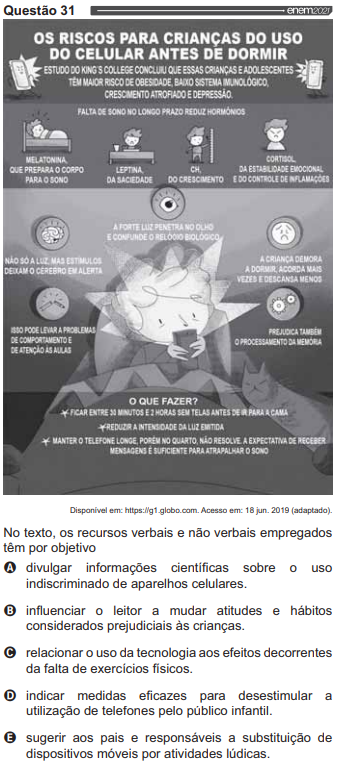 Questão 31
enem2021
OS RISCOS PARA CRIANÇAS DO USO
DO CELULAR ANTES DE DORMIR
ESTUDO DO KING'S COLLEGE CONCLUIU QUE ESSAS CRIANÇAS E ADOLESCENTES
TÊM MAIOR RISCO DE OBESIDADE, BAIXO SISTEMA IMUNOLÓGICO,
CRESCIMENTO ATROFIADO E DEPRESSÃO.
FALTA DE SONO NO LONGO PRAZO REDUZ HORMÔNIOS
MELATONINA,
QUE PREPARA O CORPO
PARA O SONO
LEPTINA,
DA SACIEDADE
CH,
DO CRESCIMENTO
CORTISOL,
DA ESTABILIDADE EMOCIONAL
E DO CONTROLE DE INFLAMAÇÕES
A FORTE LUZ PENETRA NO OLHO
E CONFUNDE O RELÓGIO BIOLÓGICO
NÃO SÓ A LUZ, MAS ESTÍMULOS
DEIXAM O CÉREBRO EM ALERTA
A CRIANÇA DEMORA
A DORMIR, ACORDA MAIS
VEZES E DESCANSA MENOS
ISSO PODE LEVAR A PROBLEMAS
DE COMPORTAMENTO E
DE ATENÇÃO ÀS AULAS
PREJUDICA TAMBÉM
O PROCESSAMENTO DA MEMÓRIA
O QUE FAZER?
FICAR ENTRE 30 MINUTOS E 2 HORAS SEM TELAS ANTES DE IR PARA A CAMA
REDUZIR A INTENSIDADE DA LUZ EMITIDA
MANTER O TELEFONE LONGE, PORÉM NO QUARTO, NÃO RESOLVE. A EXPECTATIVA DE RECEBER
MENSAGENS É SUFICIENTE PARA ATRAPALHAR O SONO
Disponível em: https://g1.globo.com. Acesso em: 18 jun. 2019 (adaptado).
No texto, os recursos verbais e não verbais empregados
têm por objetivo
A divulgar informações científicas sobre o uso
indiscriminado de aparelhos celulares.
B influenciar o leitor a mudar atitudes e hábitos
considerados prejudiciais às crianças.
C relacionar o uso da tecnologia aos efeitos decorrentes
da falta de exercícios físicos.
D indicar medidas eficazes para desestimular a
utilização de telefones pelo público infantil.
E sugerir aos pais e responsáveis a substituição de
dispositivos móveis por atividades lúdicas.